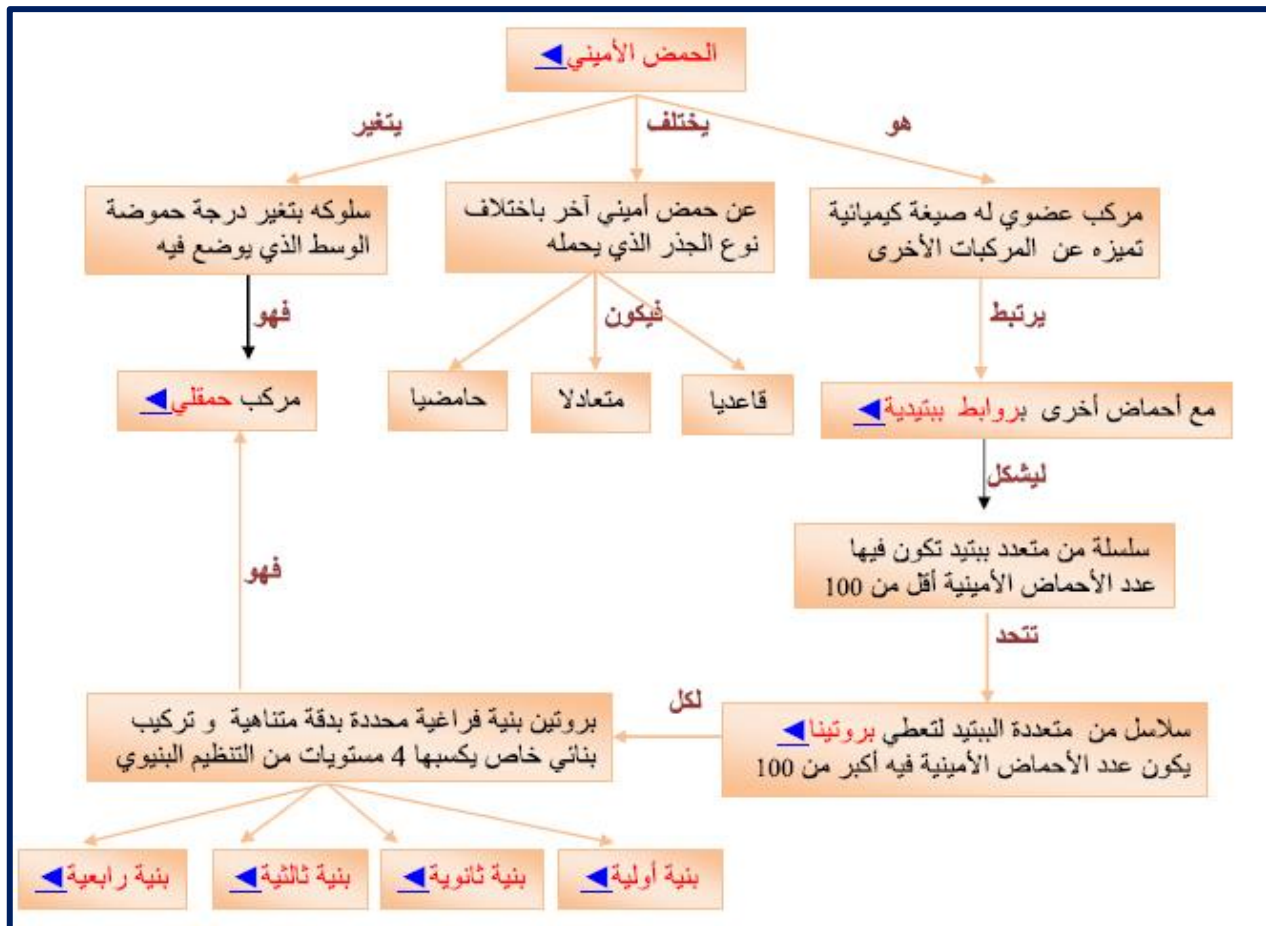 الحمض الأميني
هو
يختلف
يتغير
مركب عضوي له صيغة كيميائية
تميزه عن المركبات الأخرى
عن حمض أميني آخر باختلاف
نوع الجذر الذي يحمله
سلوكه بتغير درجة حموضة
الوسط الذي يوضع فيه
يرتبط
فيكون
فهو
قاعديا
متعادلا
حامضيا
مركب حمقلي
مع أحماض أخرى بروابط ببتيدية
ليشكل
سلسلة من متعدد ببتيد تكون فيها
عدد الأحماض الأمينية أقل من 100
فهو
تتحد
سلاسل من متعددة الببتيد لتعطي بروتينا
يكون عدد الأحماض الأمينية فيه أكبر من 100
لكل
بروتين بنية فراغية محددة بدقة متناهية و تركيب
بنائي خاص يكسبها 4 مستويات من التنظيم البنيوي
بنية أولية
بنية ثانوية
بنية ثالثية
بنية رابعية